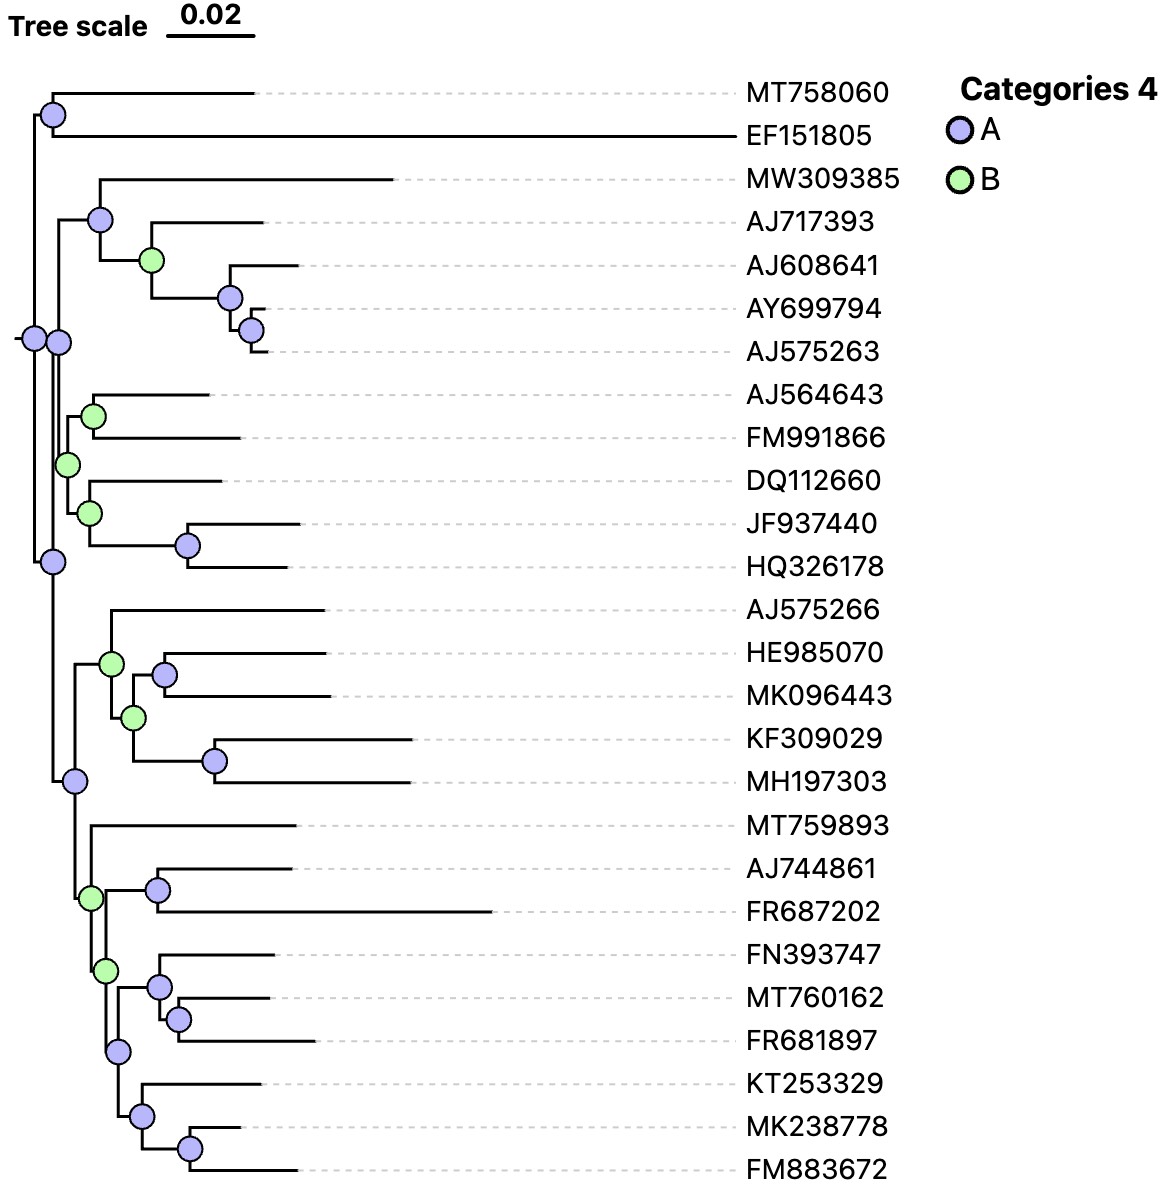 Tree scale 0.02
Categories 4
A
B
MT758060
EF151805
MW309385
AJ717393
AJ608641
AY699794
AJ575263
AJ564643
FM991866
DQ112660
JF937440
HQ326178
AJ575266
HE985070
MK096443
KF309029
MH197303
MT759893
AJ744861
FR687202
FN393747
MT760162
FR681897
KT253329
MK238778
FM883672